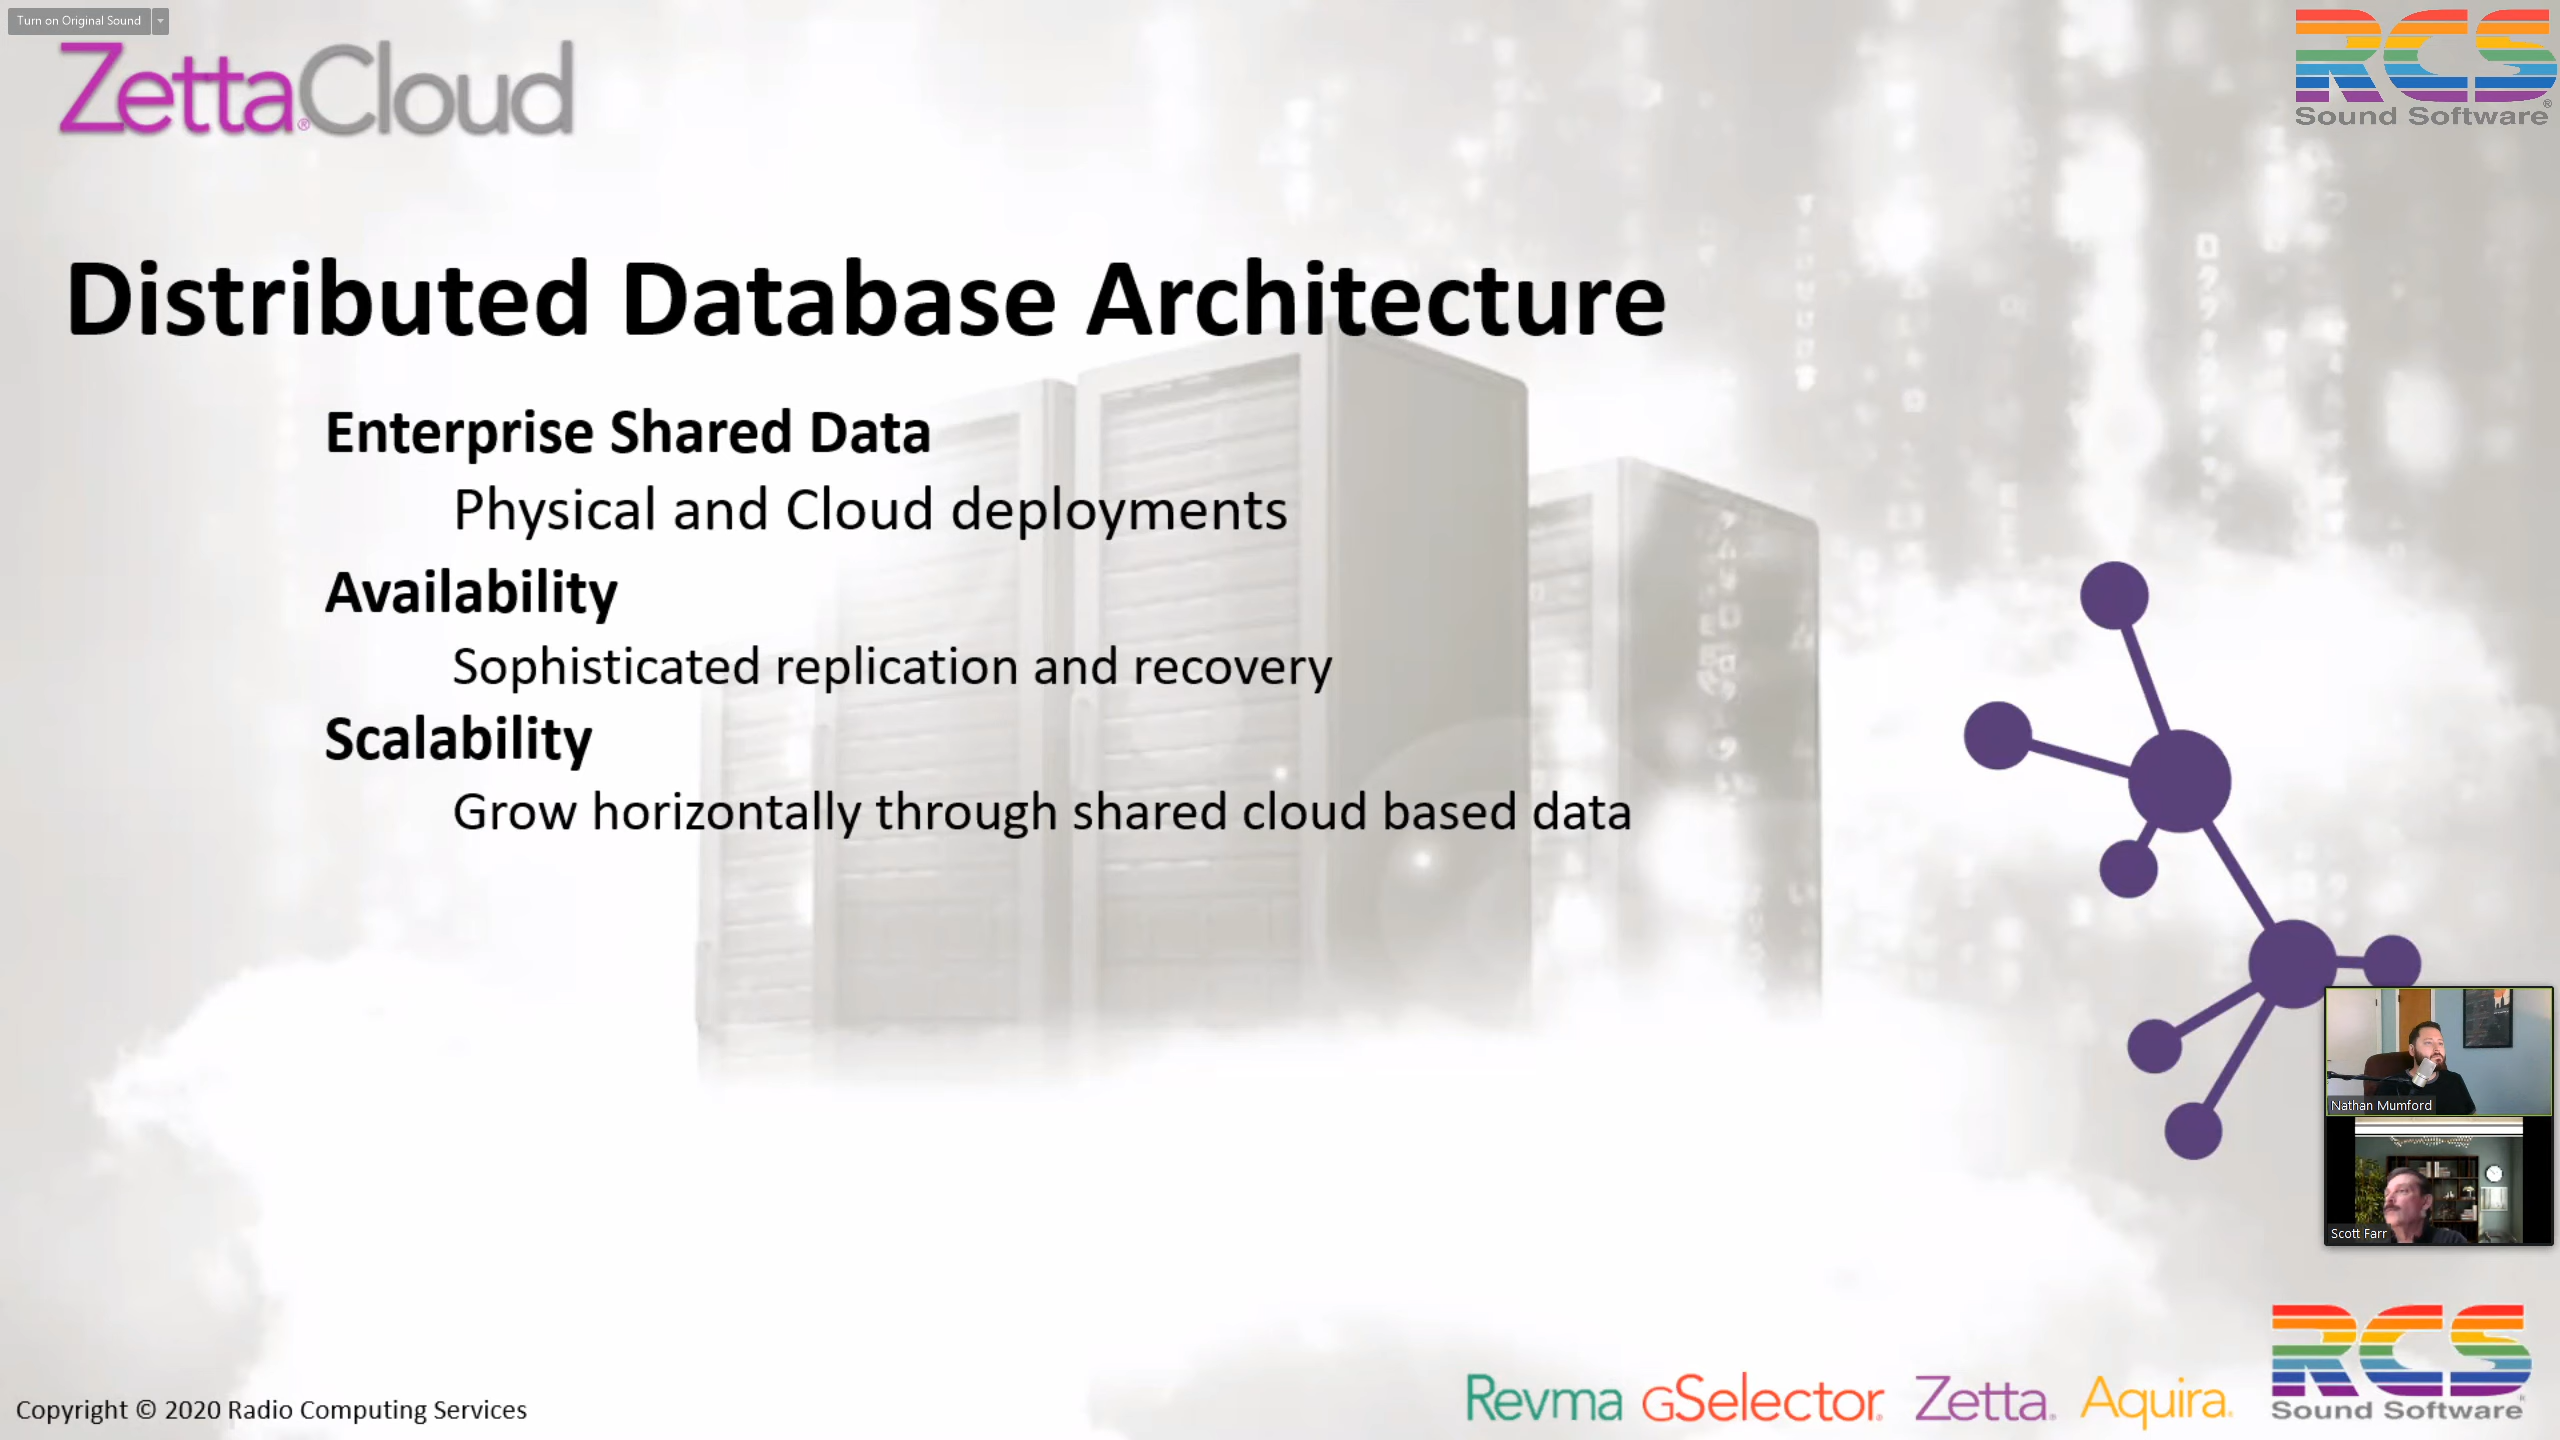 Turn on Original Sound
ZettaCloud
RCS
Sound Software
Distributed Database Architecture
Enterprise Shared Data
Physical and Cloud deployments
Availability
Sophisticated replication and recovery
Scalability
Grow horizontally through shared cloud based data
Nathan Mumford
Scott Farr
Copyright © 2020 Radio Computing Services
Revma GSelector® Zetta® Aquira®
RCS
Sound Software